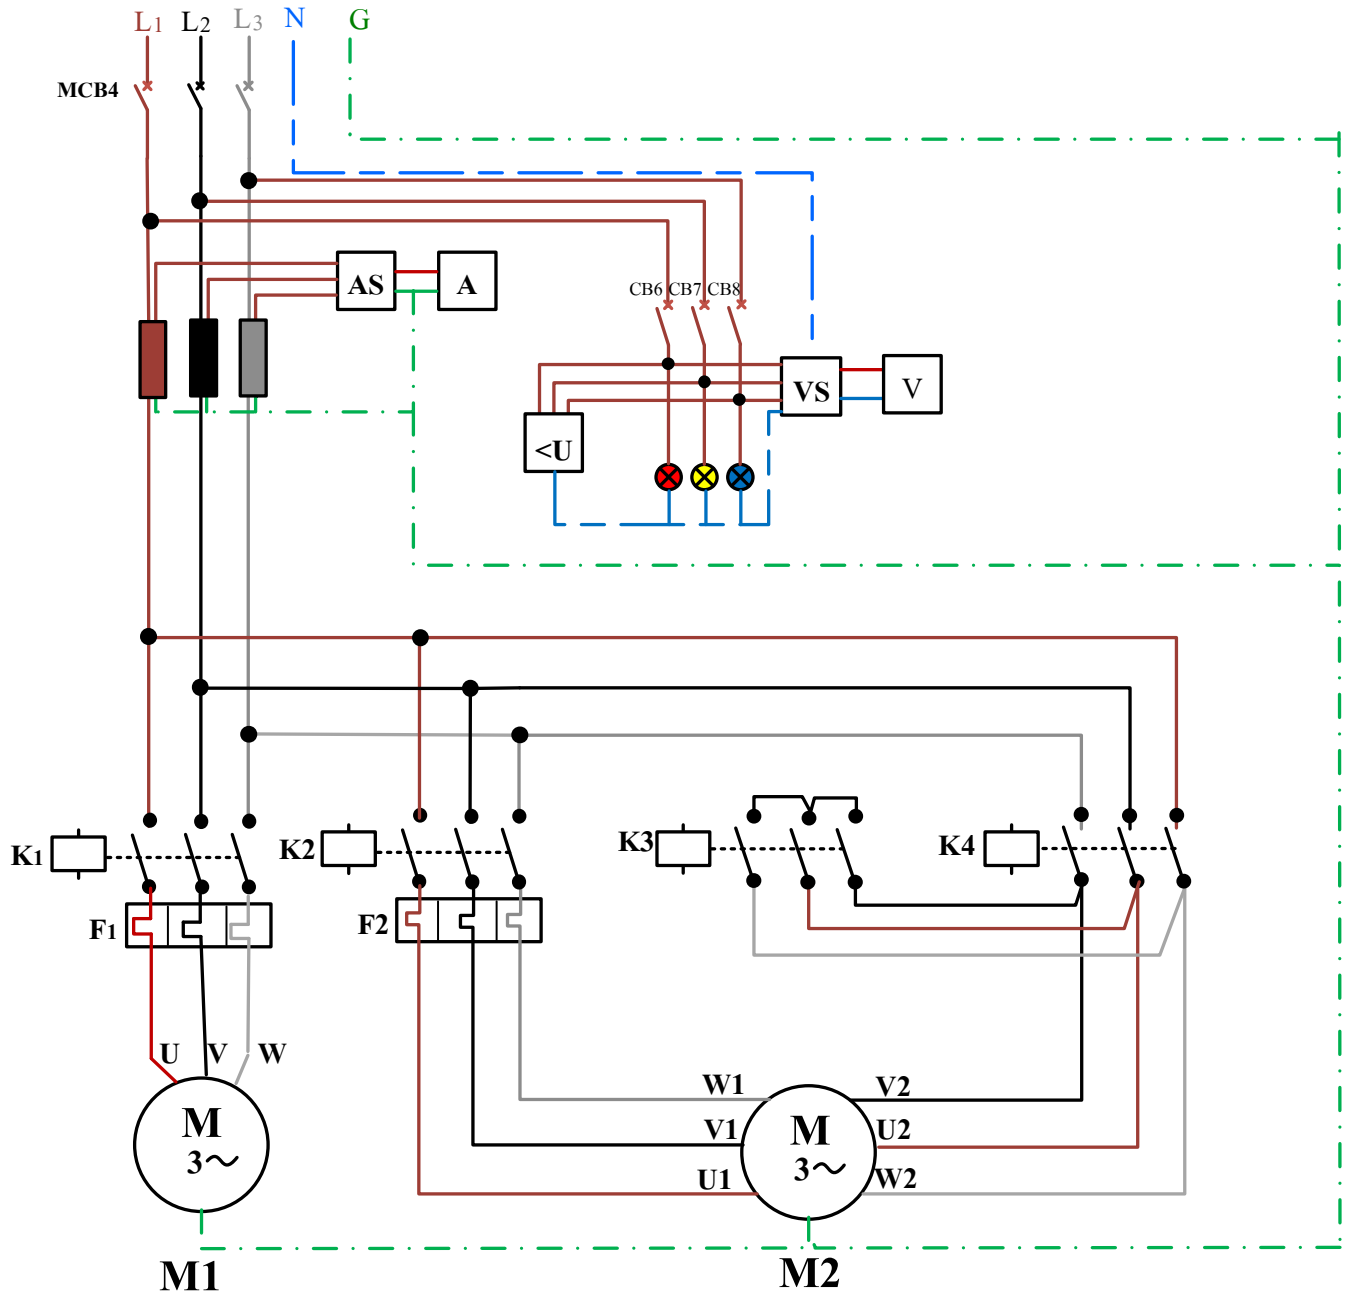 L1 L2 L3 N G
MCB4
AS A
CB6 CB7 CB8
VS V
<U
K1 K2 K3 K4
F1 F2
U V W
W1 V2
V1 U2
U1 W2
M
3~
M
3~
M1 M2